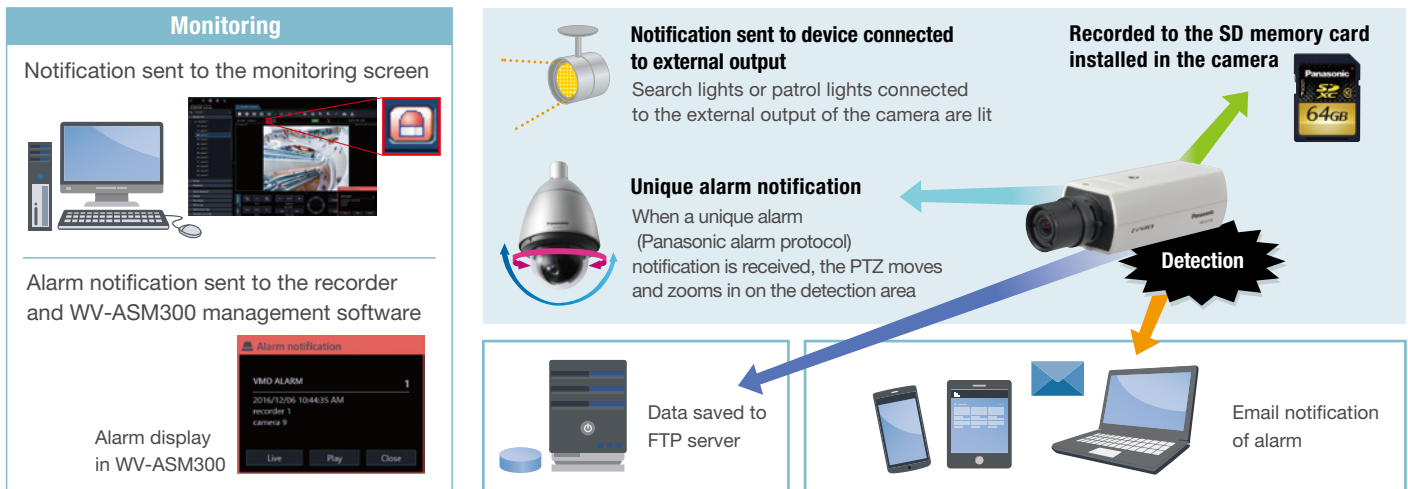 Monitoring
Notification sent to the monitoring screen
Alarm notification sent to the recorder
and WV-ASM300 management software
Alarm notification
VMD ALARM 1
2016/12/06 10:44:35 AM
recorder 1
camera 9
Live Play Close
Alarm display
in WV-ASM300
Notification sent to device connected
to external output
Search lights or patrol lights connected
to the external output of the camera are lit
Unique alarm notification
When a unique alarm
(Panasonic alarm protocol)
notification is received, the PTZ moves
and zooms in on the detection area
Recorded to the SD memory card
installed in the camera
Panasonic
SD
XC
64GB
Panasonic
Detection
Data saved to
FTP server
Email notification
of alarm